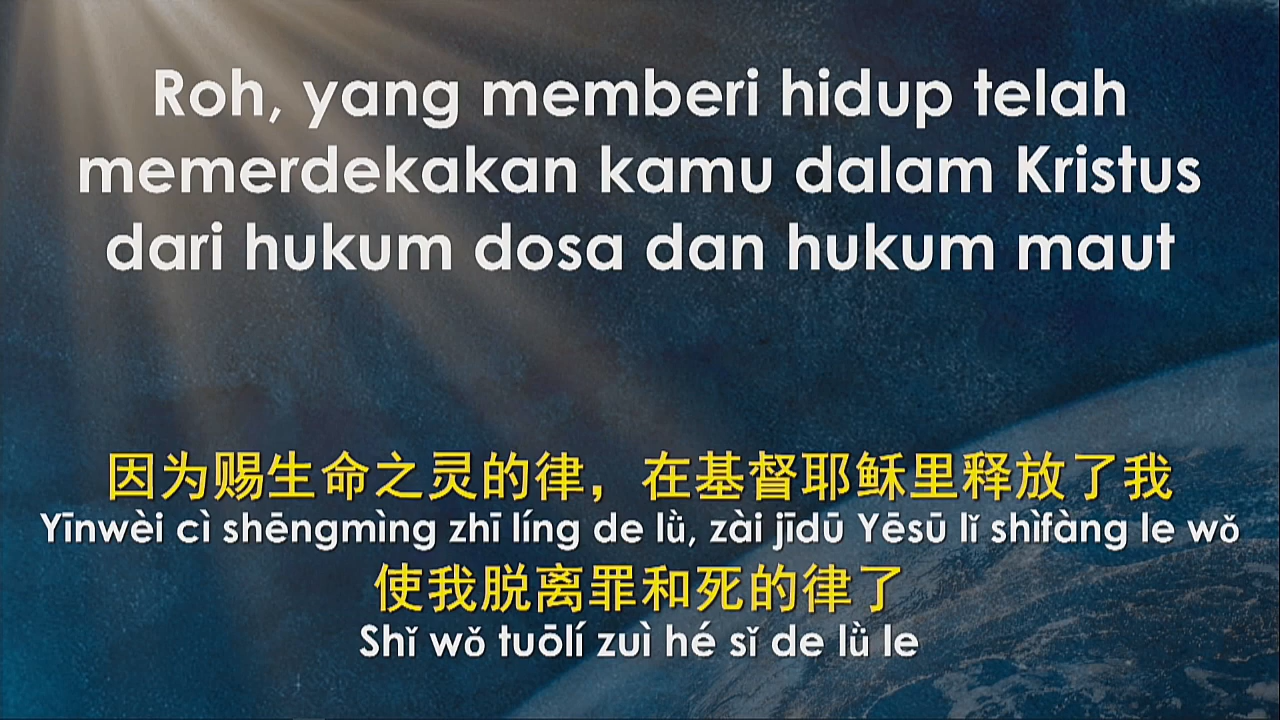 Roh, yang memberi hidup telah
memerdekakan kamu dalam Kristus
dari hukum dosa dan hukum maut
因为赐生命之灵的律，在基督耶稣里释放了我
Yīnwèi cì shēngmìng zhī líng de lǜ, zài jīdū Yēsū lǐ shìfàng le wǒ
使我脱离罪和死的律了
Shǐ wǒ tuōlí zuì hé sǐ de lǜ le